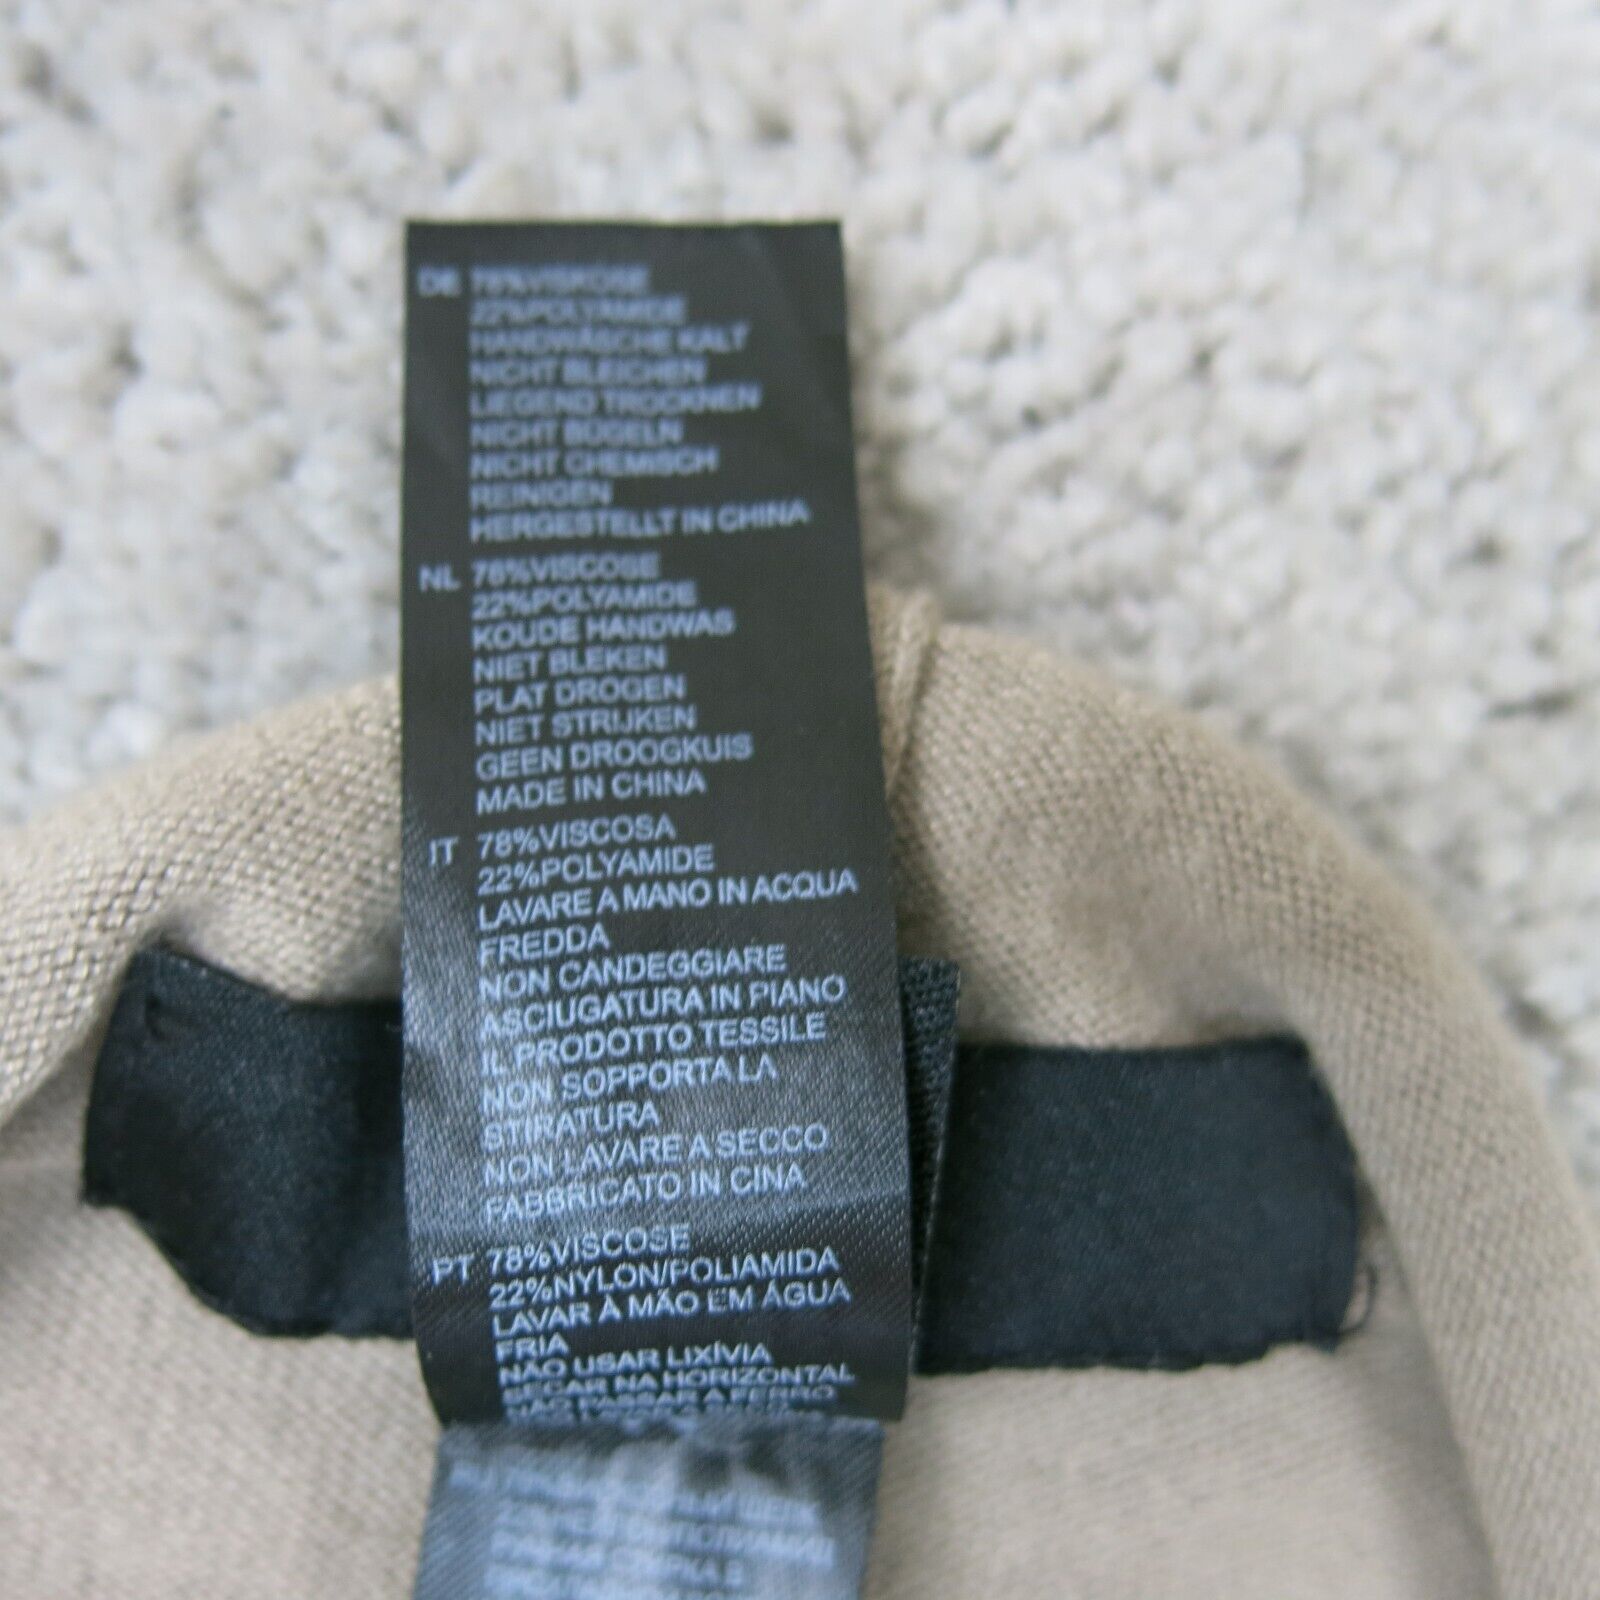 DE 78%VISKOSE
22%POLYAMIDE
HANDWÄSCHE KALT
NICHT BLEICHEN
LIEGEND TROCKNEN
NICHT BÜGELN
NICHT CHEMISCH
REINIGEN
HERGESTELLT IN CHINA
NL 78%VISCOSE
22%POLYAMIDE
KOUDE HANDWAS
NIET BLEKEN
PLAT DROGEN
NIET STRIJKEN
GEEN DROOGKUIS
MADE IN CHINA
IT 78%VISCOSA
22%POLYAMIDE
LAVARE A MANO IN ACQUA
FREDDA
NON CANDEGGIARE
ASCIUGATURA IN PIANO
IL PRODOTTO TESSILE
NON SOPPORTA LA
STIRATURA
NON LAVARE A SECCO
FABBRICATO IN CINA
PT 78%VISCOSE
22%NYLON/POLIAMIDA
LAVAR À MÃO EM ÁGUA
FRIA
NÃO USAR LIXÍVIA
SECAR NA HORIZONTAL
NÃO PASSAR A FERRO